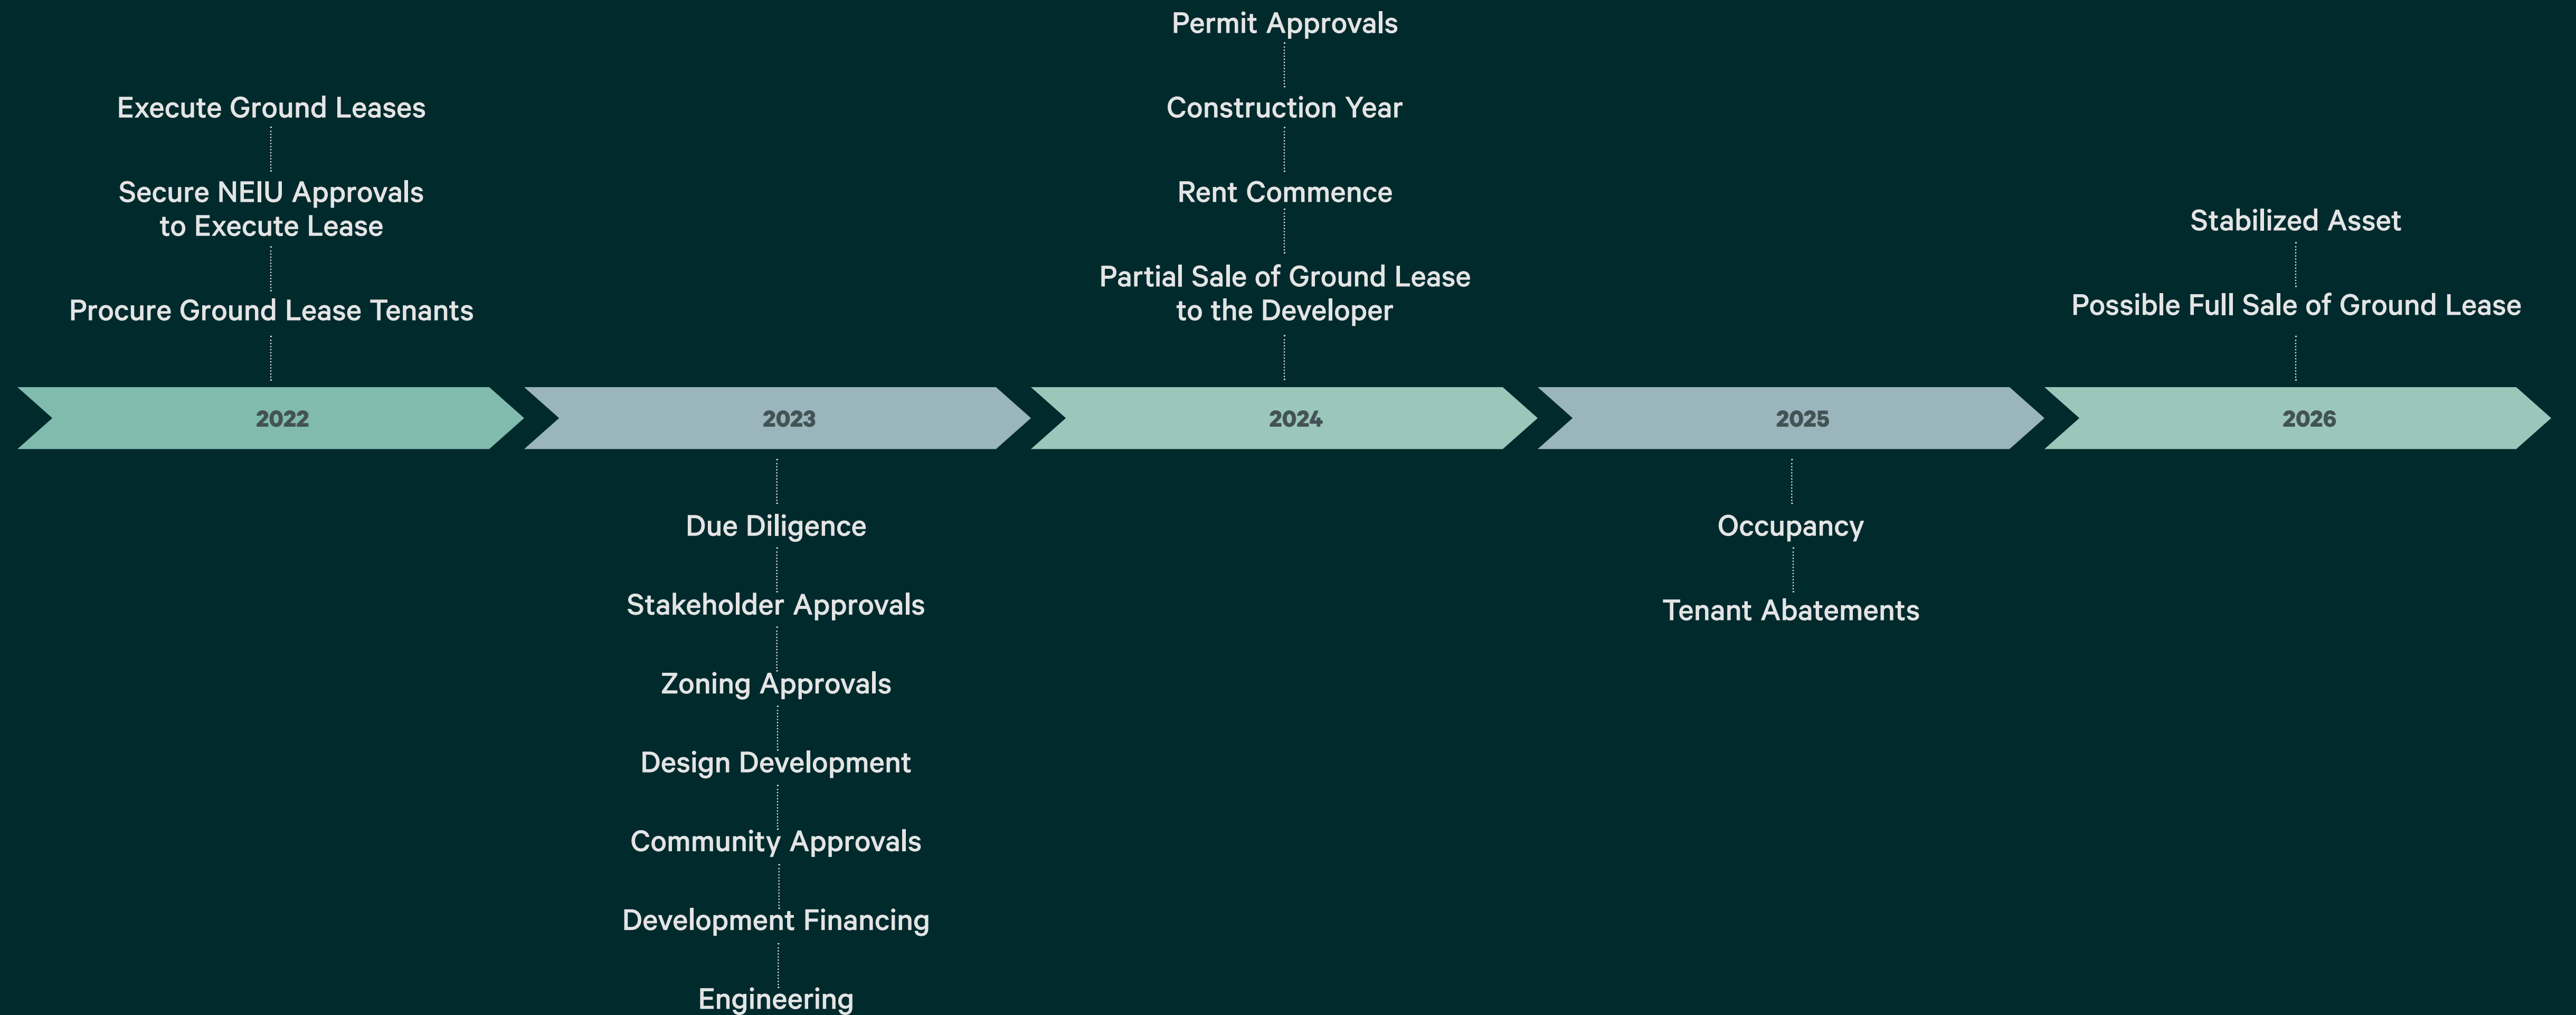 Permit Approvals
Execute Ground Leases
Construction Year
Secure NEIU Approvals
to Execute Lease
Rent Commence
Procure Ground Lease Tenants
Partial Sale of Ground Lease
to the Developer
Stabilized Asset
Possible Full Sale of Ground Lease
2022
2023
2024
2025
2026
Due Diligence
Stakeholder Approvals
Zoning Approvals
Design Development
Community Approvals
Development Financing
Engineering
Occupancy
Tenant Abatements